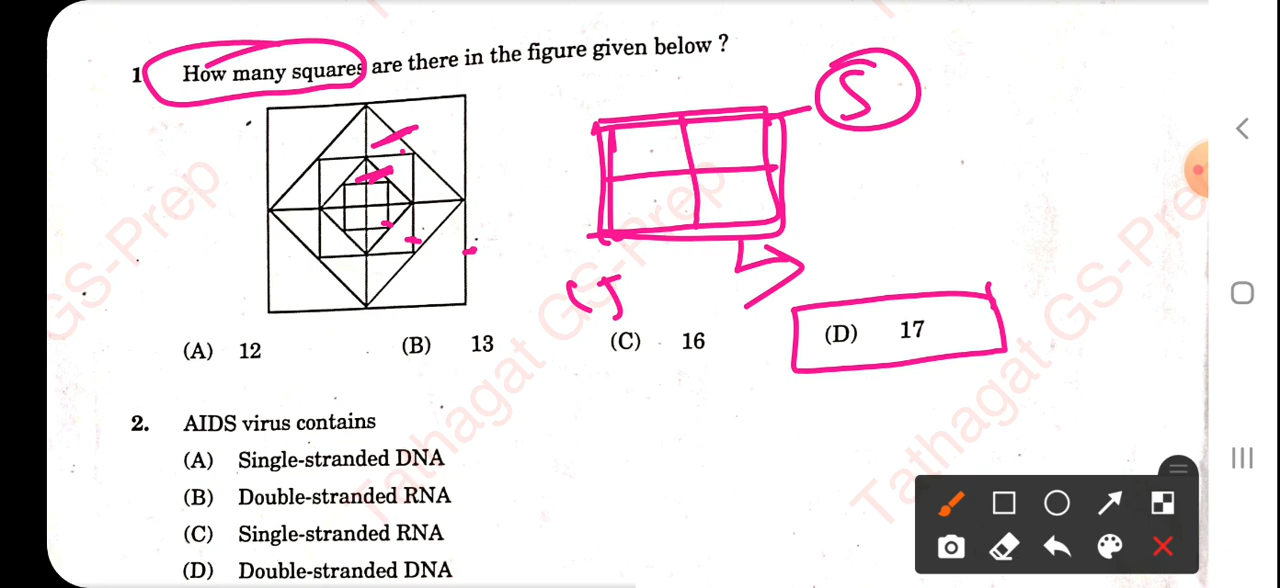 1 How many squares are there in the figure given below ?
S
(A) 12 (B) 13 (C) 16 (D) 17
2. AIDS virus contains
(A) Single-stranded DNA
(B) Double-stranded RNA
(C) Single-stranded RNA
(D) Double-stranded DNA
Tathagat GS-Prep
Tathagat GS-Prep
GS-Prep